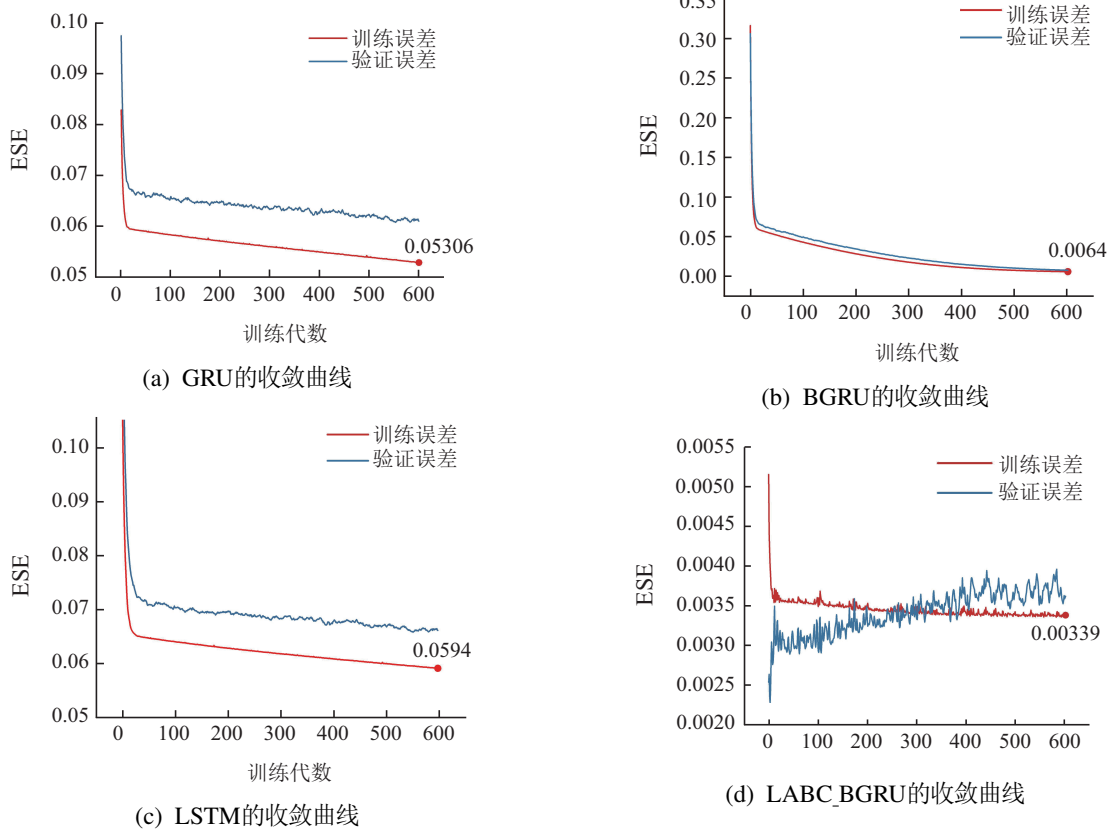 0.10
0.09
0.08
0.07
0.06
0.05
ESE
训练误差
验证误差
0.05306
0 100 200 300 400 500 600
训练代数
(a) GRU的收敛曲线
0.35
0.30
0.25
0.20
0.15
0.10
0.05
0.00
ESE
训练误差
验证误差
0.0064
0 100 200 300 400 500 600
训练代数
(b) BGRU的收敛曲线
0.10
0.09
0.08
0.07
0.06
0.05
ESE
训练误差
验证误差
0.0594
0 100 200 300 400 500 600
训练代数
(c) LSTM的收敛曲线
0.0055
0.0050
0.0045
0.0040
0.0035
0.0030
0.0025
0.0020
ESE
训练误差
验证误差
0.00339
0 100 200 300 400 500 600
(d) LABC_BGRU的收敛曲线